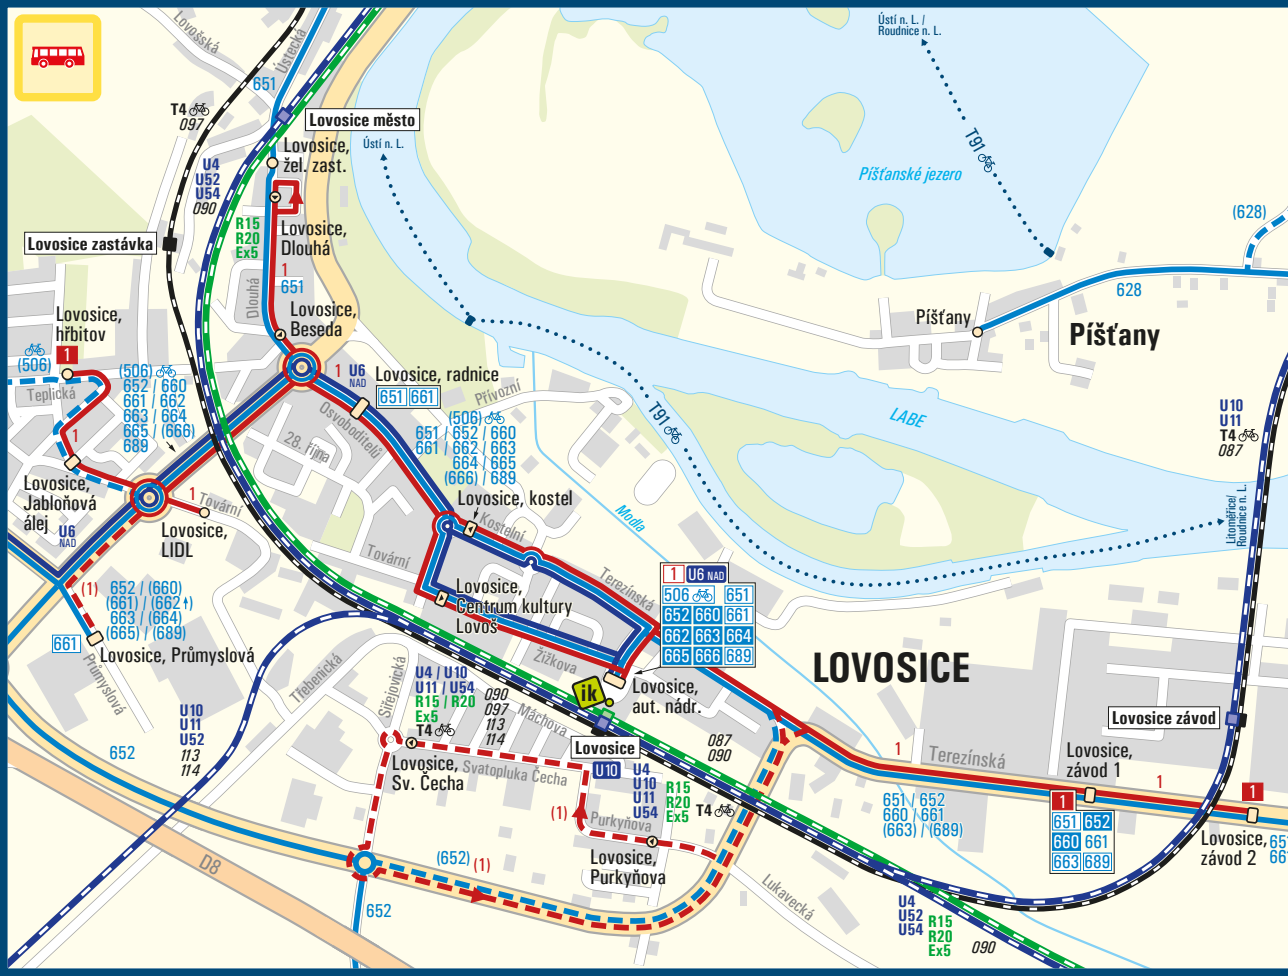 Lovošská
Ústecká
651
T4
097
Lovosice město
Ústí n. L.
Ústí n. L. /
Roudnice n. L.
T91
Píšťanské jezero
U4
U52
U54
090
Lovosice,
žel. zast.
Lovosice zastávka
R15
R20
Ex5
Lovosice,
Dlouhá
1
651
Dlouhá
Lovosice,
Beseda
(628)
628
Píšťany
Píšťany
Lovosice,
hřbitov
(506)
1
Teplická
1
(506)
652 / 660
661 / 662
663 / 664
665 / (666)
689
1
U6
NAD
Lovosice, radnice
651 661
Přívozní
Osvoboditelů
28. října
(506)
651 / 652 / 660
661 / 662 / 663
664 / 665
(666) / 689
T91
LABE
U10
U11
T4
087
Lovosice,
Jabloňová
álej
U6
NAD
1
Tovární
Lovosice,
LIDL
Lovosice, kostel
Kostelní
Modla
Litoměřice/
Roudnice n. L.
Tovární
Terezínská
1 U6 NAD
506 651
652 660 661
662 663 664
665 666 689
(1)
652 / (660)
(661) / (662)
663 / (664)
(665) / (689)
661
Lovosice, Průmyslová
Průmyslová
Lovosice,
Centrum kultury
Lovoš
Žižkova
Třebenická
Střejovická
U4 / U10
U11 / U54
R15 / R20
Ex5
T4
090
097
113
114
ik
Lovosice,
aut. nádr.
LOVOSICE
U10
U11
U52
113
114
652
Máchova
Lovosice
U10
087
090
Lovosice závod
Lovosice,
Sv. Čecha
Svatopluka Čecha
U4
U10
U11
U54
R15
R20
Ex5
T4
1
Terezínská
Lovosice,
závod 1
1
1
1
651 652
660 661
663 689
651 / 652
660 / 661
(663) / (689)
(1)
Purkyňova
Lovosice,
Purkyňova
Lovosice,
závod 2
D8
(652)
(1)
652
Lukavecká
U4
U52
U54
R15
R20
Ex5
090